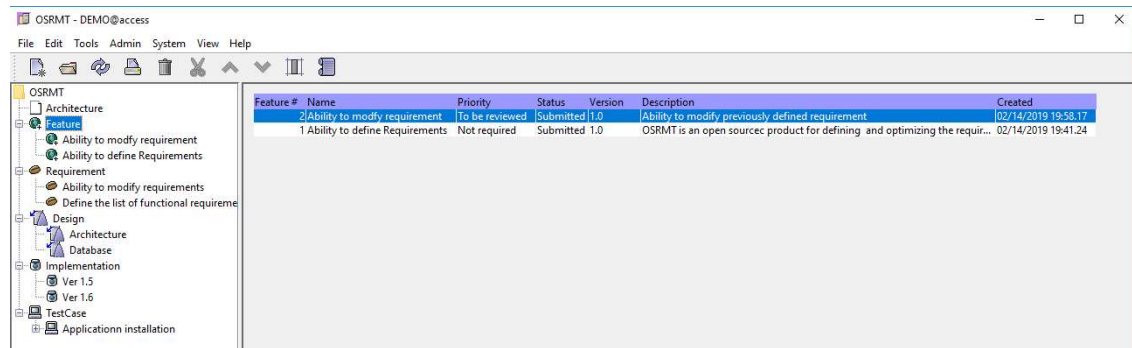 OSRMT - DEMO@access
File Edit Tools Admin System View Help
OSRMT
Architecture
Feature
Ability to modfy requirement
Ability to define Requirements
Requirement
Ability to modify requirements
Define the list of functional requireme
Design
Architecture
Database
Implementation
Ver 1.5
Ver 1.6
TestCase
Applicationn installation
Feature # Name Priority Status Version Description Created
2 Ability to modfy requirement To be reviewed Submitted 1.0 Ability to modify previously defined requirement 02/14/2019 19:58.17
1 Ability to define Requirements Not required Submitted 1.0 OSRMT is an open sourcec product for defining and optimizing the requir... 02/14/2019 19:41.24